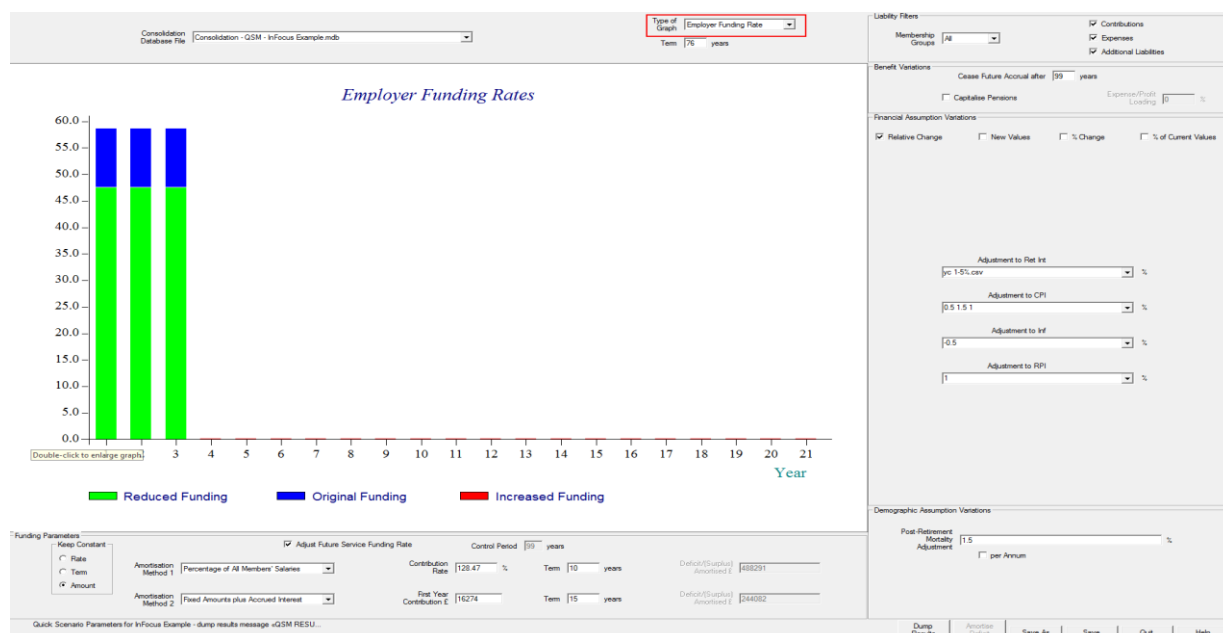 Consolidation
Database File
Consolidation - QSM - InFocus Example.mdb
Type of
Graph
Employer Funding Rate
Term 76 years
Liability Filters
Membership
Groups
All
Contributions
Expenses
Additional Liabilities
Benefit Variations
Cease Future Accrual after 99 years
Capitalise Pensions
Expense/Profit
Loading 0 %
Financial Assumption Variations
Relative Change
New Values
% Change
% of Current Values
Adjustment to Ret Int
yc 1-5%.csv %
Adjustment to CPI
0.5 1.5 1 %
Adjustment to Inf
-0.5 %
Adjustment to RPI
1 %
Demographic Assumption Variations
Post-Retirement
Mortality
Adjustment
1.5 %
per Annum
Employer Funding Rates
60.0
55.0
50.0
45.0
40.0
35.0
30.0
25.0
20.0
15.0
10.0
5.0
0.0
Double-click to enlarge graph.
3 4 5 6 7 8 9 10 11 12 13 14 15 16 17 18 19 20 21
Year
Reduced Funding
Original Funding
Increased Funding
Funding Parameters
Keep Constant
Rate
Term
Amount
Adjust Future Service Funding Rate
Control Period 99 years
Amortisation
Method 1
Percentage of All Members' Salaries
Contribution
Rate
128.47 %
Term 10 years
Deficit/(Surplus)
Amortised £
488291
Amortisation
Method 2
Fixed Amounts plus Accrued Interest
First Year
Contribution £
16274
Term 15 years
Deficit/(Surplus)
Amortised £
244082
Quick Scenario Parameters for InFocus Example - dump results message «QSM RESU...
Dump
Results
Amortise
Save As
Save
Quit
Help